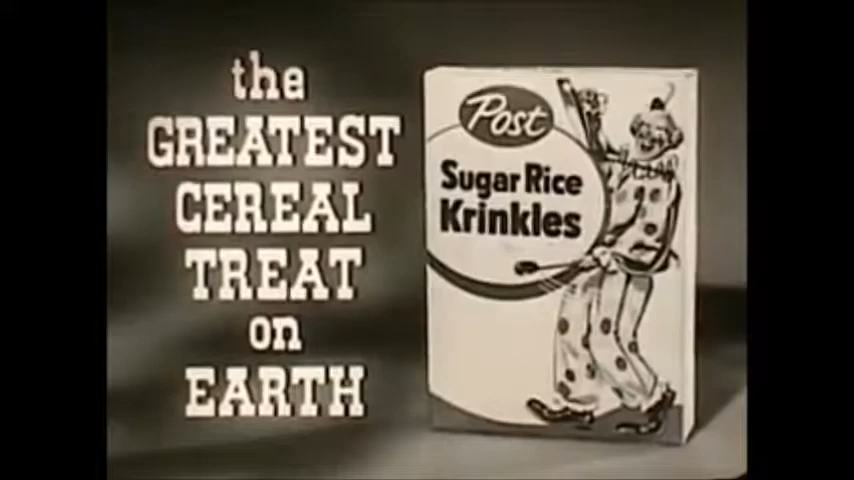 the
GREATEST
CEREAL
TREAT
on
EARTH
Post
Sugar Rice
Krinkles